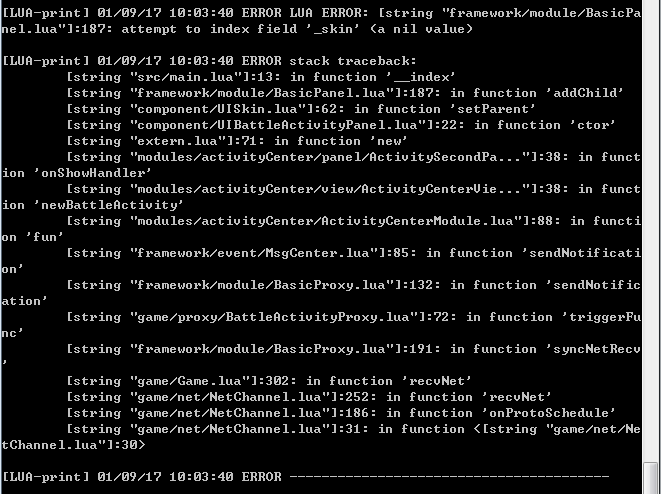 [LUA-print] 01/09/17 10:03:40 ERROR LUA ERROR: [string "framework/module/BasicPa
nel.lua"]:187: attempt to index field '_skin' (a nil value)
[LUA-print] 01/09/17 10:03:40 ERROR stack traceback:
[string "src/main.lua"]:13: in function '__index'
[string "framework/module/BasicPanel.lua"]:187: in function 'addChild'
[string "component/UISkin.lua"]:62: in function 'setParent'
[string "component/UIBattleActivityPanel.lua"]:22: in function 'ctor'
[string "extern.lua"]:71: in function 'new'
[string "modules/activityCenter/panel/ActivitySecondPa..."]:38: in funct
ion 'onShowHandler'
[string "modules/activityCenter/view/ActivityCenterVie..."]:38: in funct
ion 'newBattleActivity'
[string "modules/activityCenter/ActivityCenterModule.lua"]:88: in functi
on 'fun'
[string "framework/event/MsgCenter.lua"]:85: in function 'sendNotificati
on'
[string "framework/module/BasicProxy.lua"]:132: in function 'sendNotific
ation'
[string "game/proxy/BattleActivityProxy.lua"]:72: in function 'triggerFu
nc'
[string "framework/module/BasicProxy.lua"]:191: in function 'syncNetRecv
'
[string "game/Game.lua"]:302: in function 'recvNet'
[string "game/net/NetChannel.lua"]:252: in function 'recvNet'
[string "game/net/NetChannel.lua"]:186: in function 'onProtoSchedule'
[string "game/net/NetChannel.lua"]:31: in function <[string "game/net/Ne
tChannel.lua"]:30>
[LUA-print] 01/09/17 10:03:40 ERROR ----------------------------------------